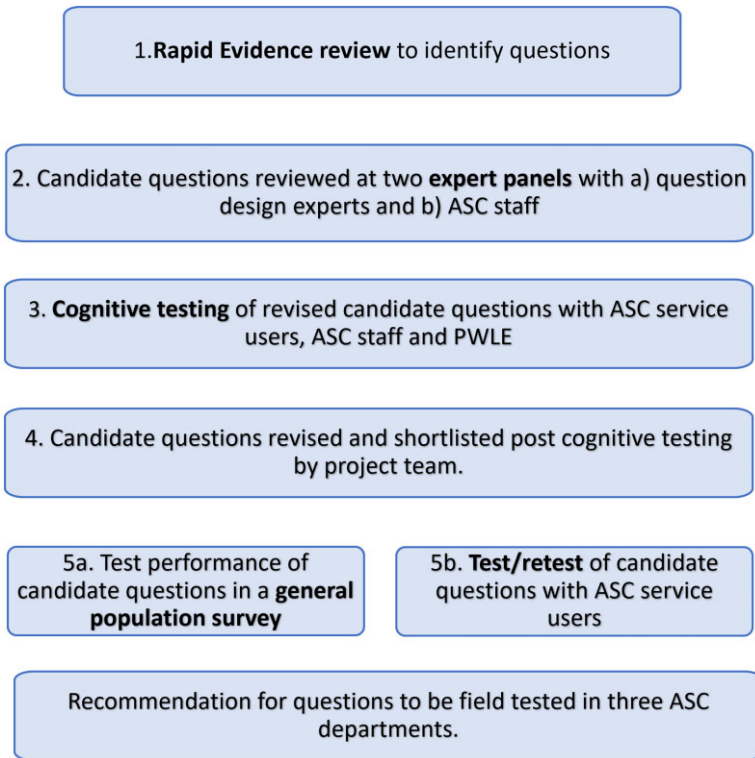 1.Rapid Evidence review to identify questions
2. Candidate questions reviewed at two expert panels with a) question
design experts and b) ASC staff
3. Cognitive testing of revised candidate questions with ASC service
users, ASC staff and PWLE
4. Candidate questions revised and shortlisted post cognitive testing
by project team.
5a. Test performance of
candidate questions in a general
population survey
5b. Test/retest of candidate
questions with ASC service
users
Recommendation for questions to be field tested in three ASC
departments.